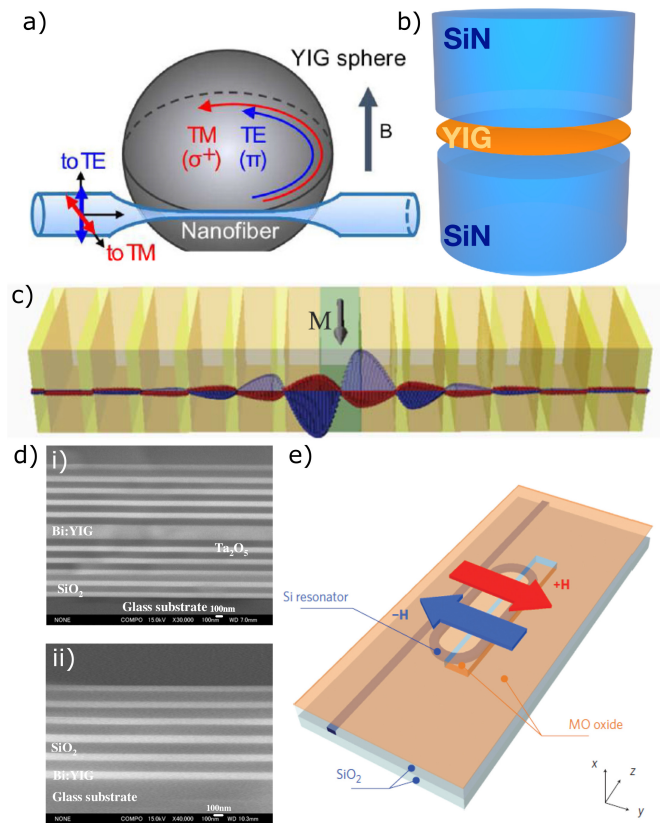 a)
YIG sphere
TM
(σ⁺)
TE
(π)
B
to TE
to TM
Nanofiber
b)
SiN
YIG
SiN
c)
M
d)
i)
Bi:YIG
Ta₂O₅
SiO₂
Glass substrate
100nm
NONE COMPO 15.0kV X30,000 100nm WD 7.0mm
ii)
SiO₂
Bi:YIG
Glass substrate
100nm
NONE COMPO 15.0kV X40,000 100nm WD 10.3mm
e)
Si resonator
+H
−H
MO oxide
SiO₂
x
z
y